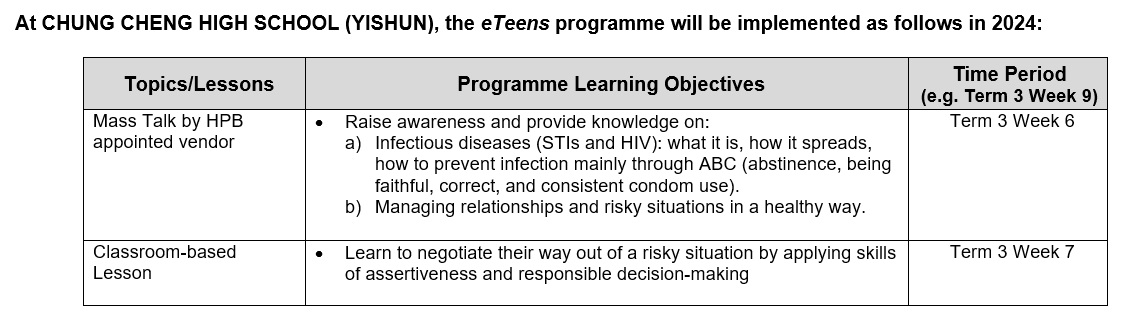 At CHUNG CHENG HIGH SCHOOL (YISHUN), the eTeens programme will be implemented as follows in 2024:
Topics/Lessons
Programme Learning Objectives
Time Period
(e.g. Term 3 Week 9)
Mass Talk by HPB
appointed vendor
• Raise awareness and provide knowledge on:
a) Infectious diseases (STIs and HIV): what it is, how it spreads,
how to prevent infection mainly through ABC (abstinence, being
faithful, correct, and consistent condom use).
b) Managing relationships and risky situations in a healthy way.
Term 3 Week 6
Classroom-based
Lesson
• Learn to negotiate their way out of a risky situation by applying skills
of assertiveness and responsible decision-making
Term 3 Week 7